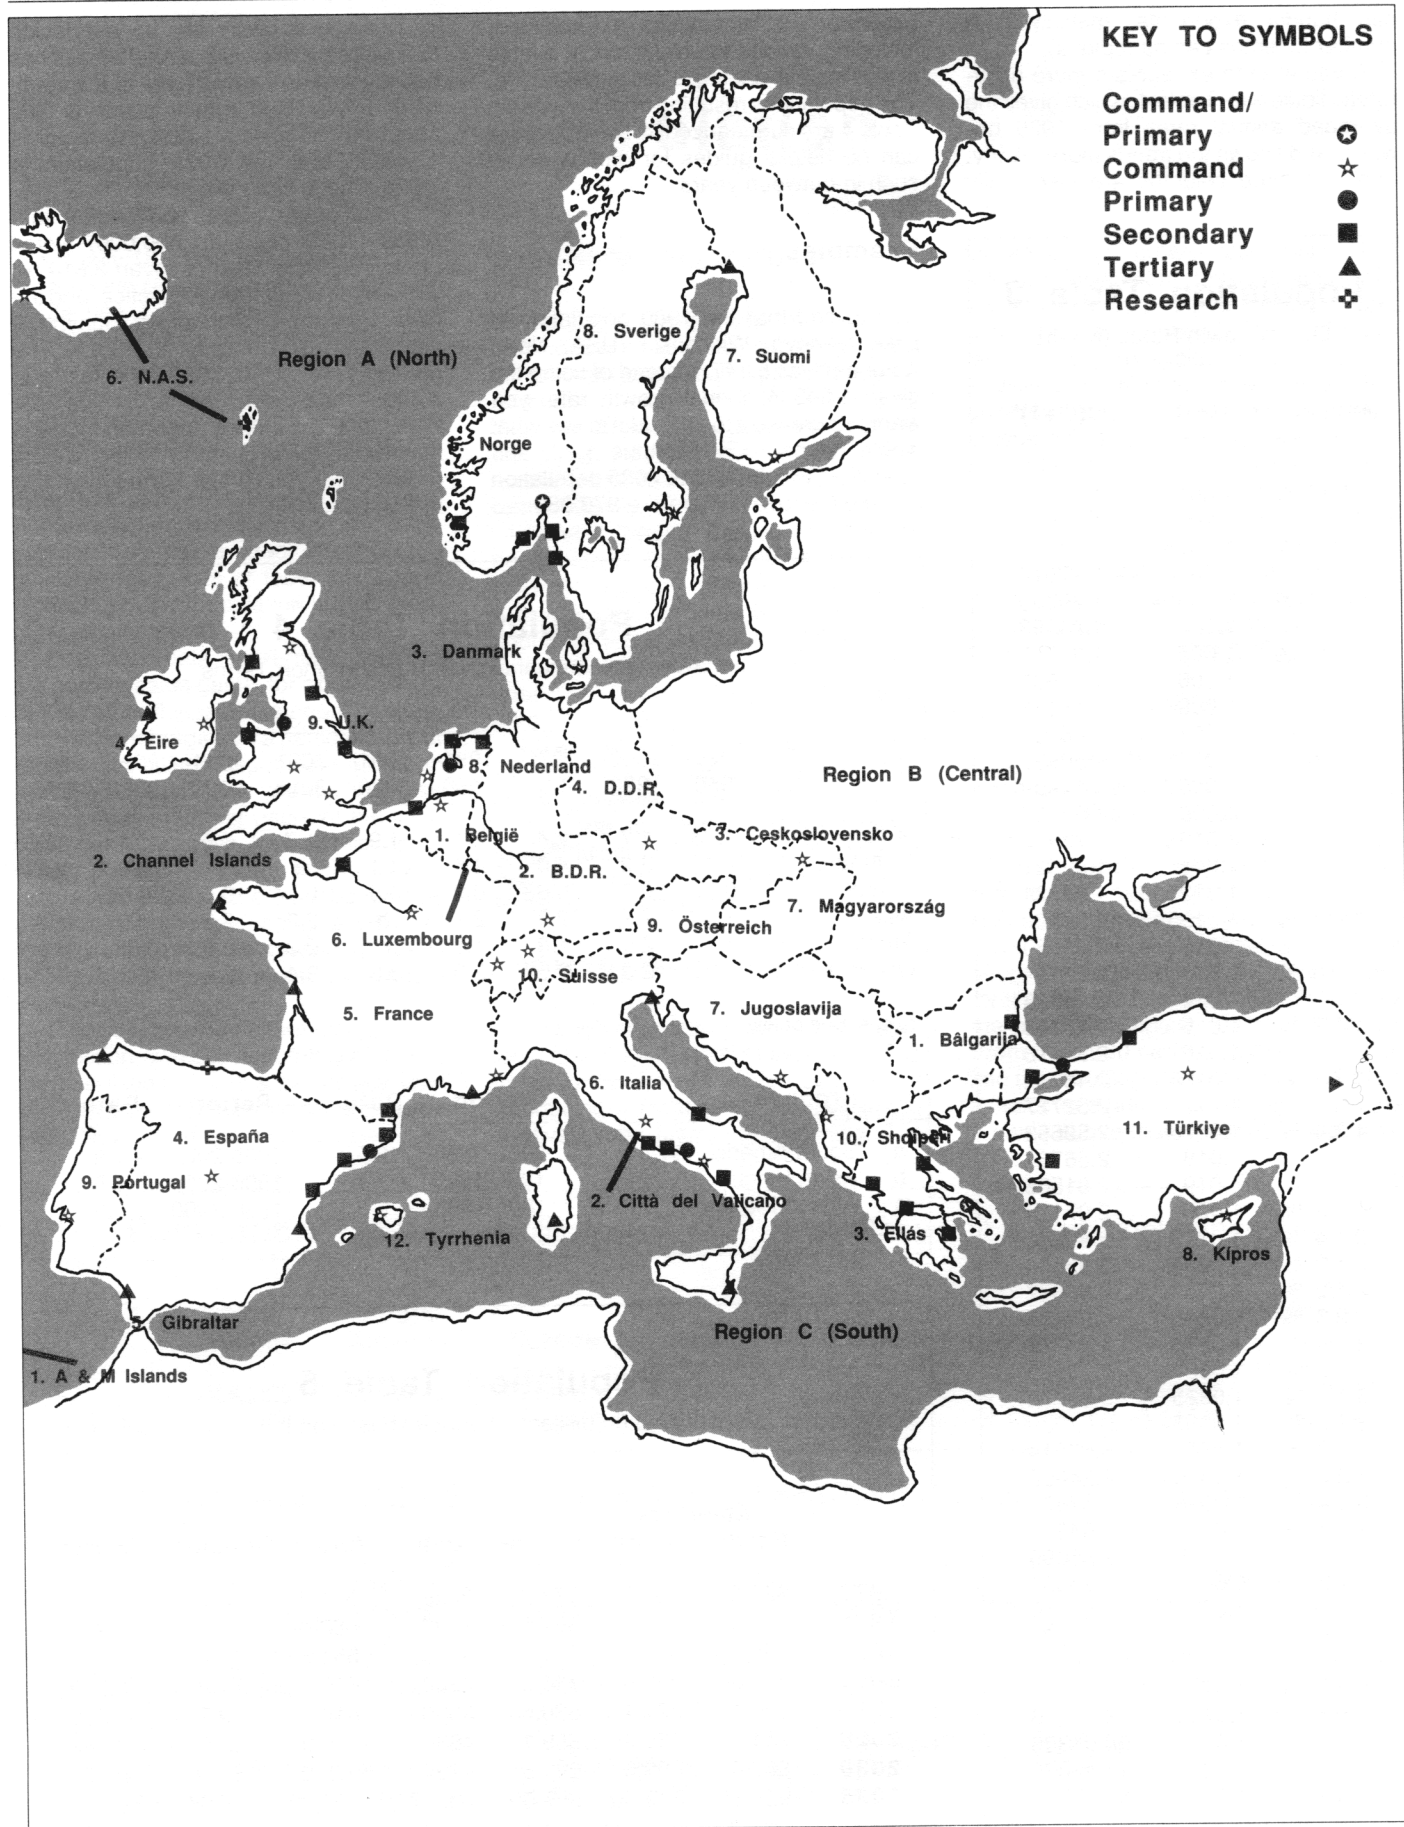 KEY TO SYMBOLS
Command/
Primary
Command
Primary
Secondary
Tertiary
Research
8. Sverige
7. Suomi
Region A (North)
6. N.A.S.
Norge
3. Danmark
9. U.K.
4. Eire
8. Nederland
Region B (Central)
4. D.D.R.
3. Ceskoslovensko
1. België
2. Channel Islands
2. B.D.R.
7. Magyarország
9. Österreich
6. Luxembourg
10. Suisse
7. Jugoslavija
5. France
1. Bâlgarija
6. Italia
11. Türkiye
4. España
10. Shqipëri
9. Portugal
2. Città del Vaticano
3. Ellás
12. Tyrrhenia
8. Kípros
5. Gibraltar
Region C (South)
1. A & M Islands